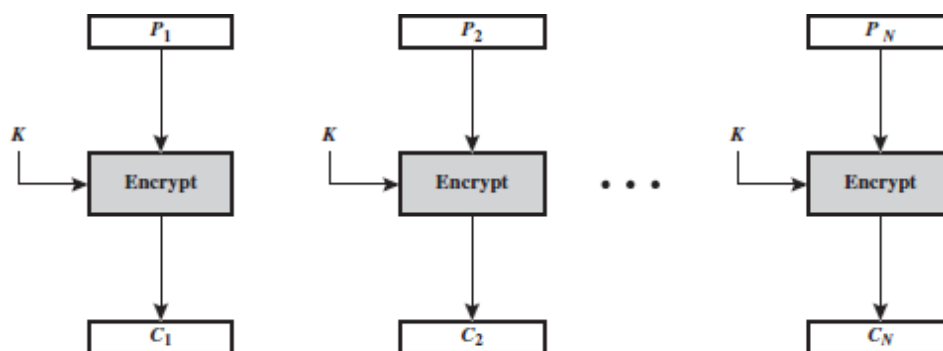 P1 P2 PN
K K K
Encrypt Encrypt • • • Encrypt
C1 C2 CN